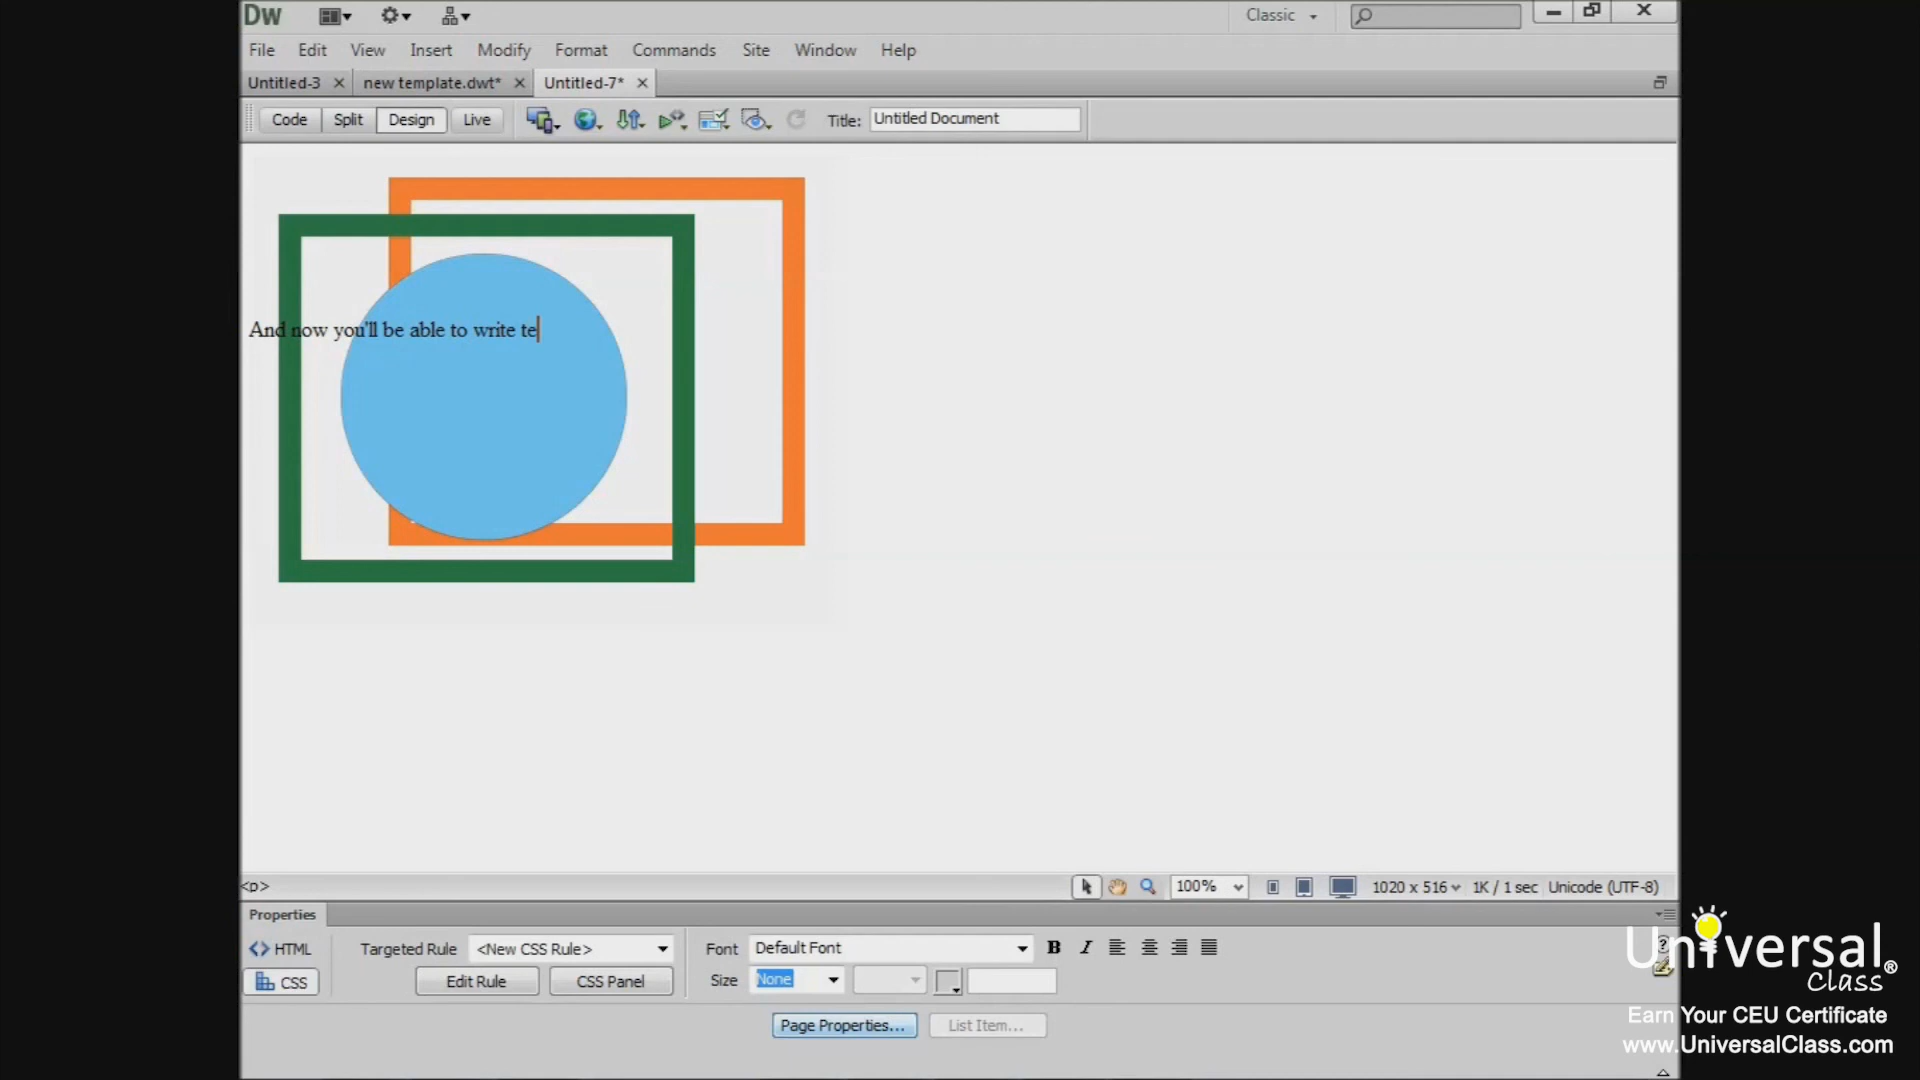 Dw
Classic
File Edit View Insert Modify Format Commands Site Window Help
Untitled-3 new template.dwt* Untitled-7*
Code Split Design Live Title: Untitled Document
And now you'll be able to write te
<p> 100% 1020 x 516 1K / 1 sec Unicode (UTF-8)
Properties
HTML Targeted Rule <New CSS Rule> Font Default Font B I
CSS Edit Rule CSS Panel Size None
Page Properties... List Item...
Universal®
Class
Earn Your CEU Certificate
www.UniversalClass.com